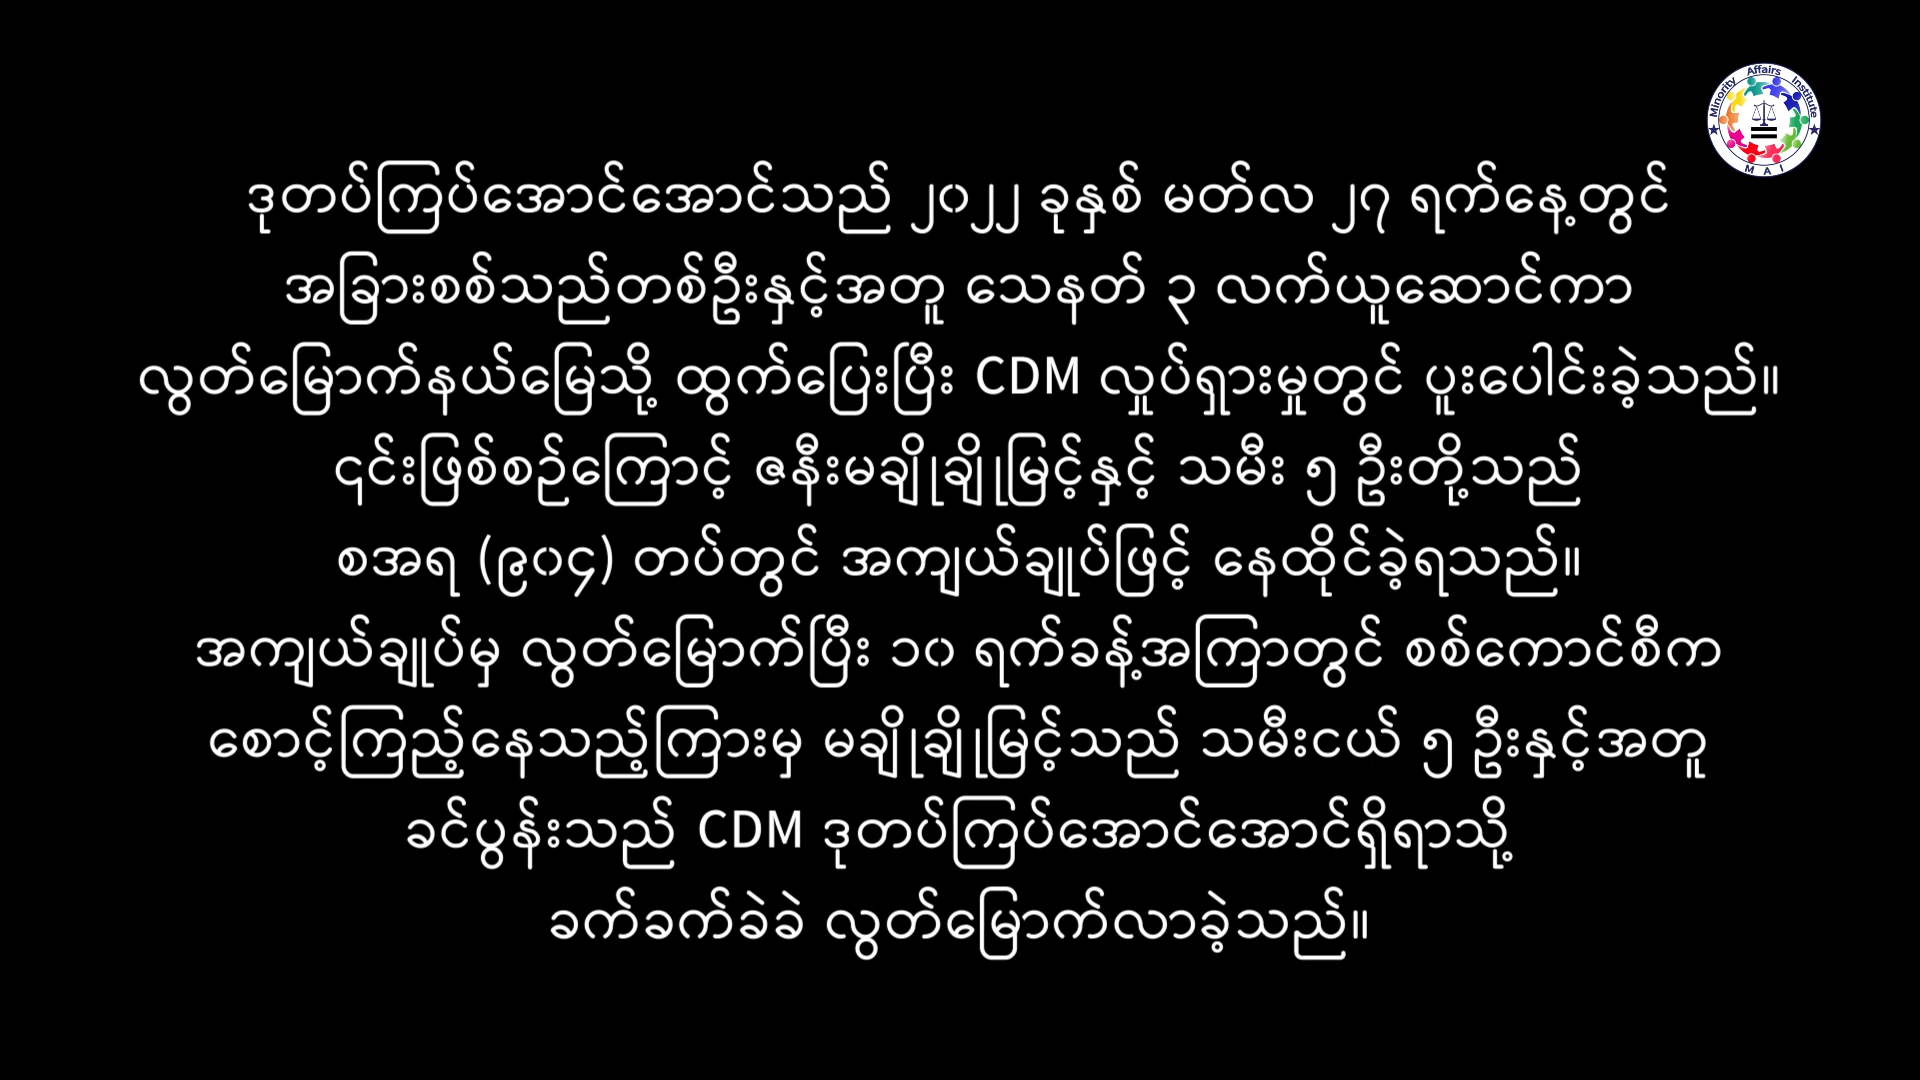 Minority Affairs Institute
MAI
ဒုတပ်ကြပ်အောင်အောင်သည် ၂၀၂၂ ခုနှစ် မတ်လ ၂၇ ရက်နေ့တွင်
အခြားစစ်သည်တစ်ဦးနှင့်အတူ သေနတ် ၃ လက်ယူဆောင်ကာ
လွတ်မြောက်နယ်မြေသို့ ထွက်ပြေးပြီး CDM လှုပ်ရှားမှုတွင် ပူးပေါင်းခဲ့သည်။
၎င်းဖြစ်စဉ်ကြောင့် ဇနီးမချိုချိုမြင့်နှင့် သမီး ၅ ဦးတို့သည်
စအရ (၉၀၄) တပ်တွင် အကျယ်ချုပ်ဖြင့် နေထိုင်ခဲ့ရသည်။
အကျယ်ချုပ်မှ လွတ်မြောက်ပြီး ၁၀ ရက်ခန့်အကြာတွင် စစ်ကောင်စီက
စောင့်ကြည့်နေသည့်ကြားမှ မချိုချိုမြင့်သည် သမီးငယ် ၅ ဦးနှင့်အတူ
ခင်ပွန်းသည် CDM ဒုတပ်ကြပ်အောင်အောင်ရှိရာသို့
ခက်ခက်ခဲခဲ လွတ်မြောက်လာခဲ့သည်။